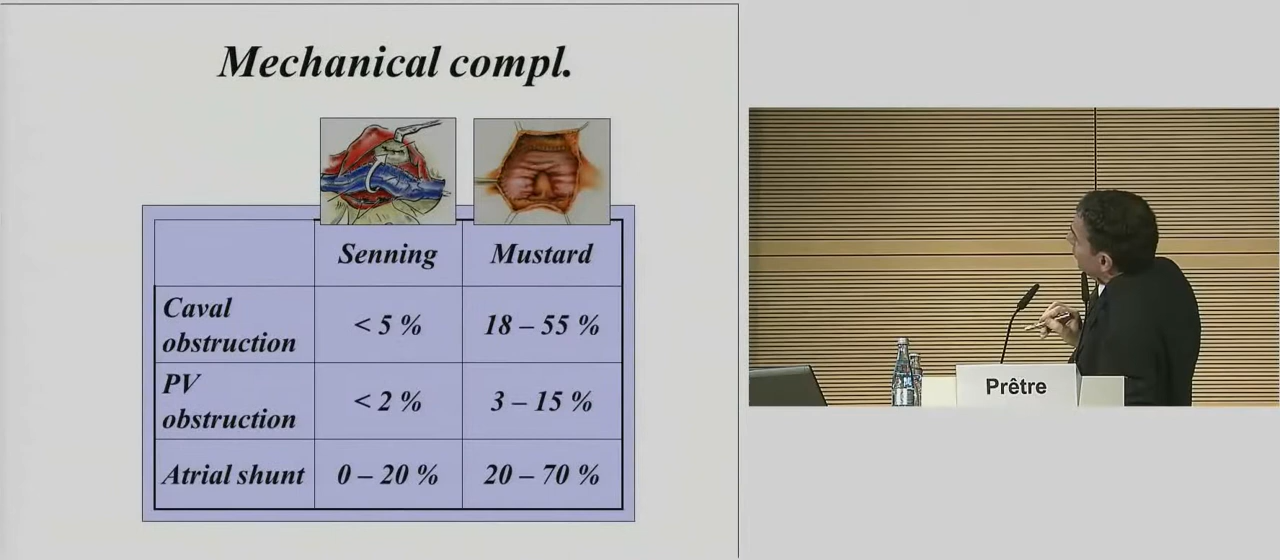 Mechanical compl.
Senning Mustard
Caval
obstruction < 5 % 18 – 55 %
PV
obstruction < 2 % 3 – 15 %
Atrial shunt 0 – 20 % 20 – 70 %
Prêtre